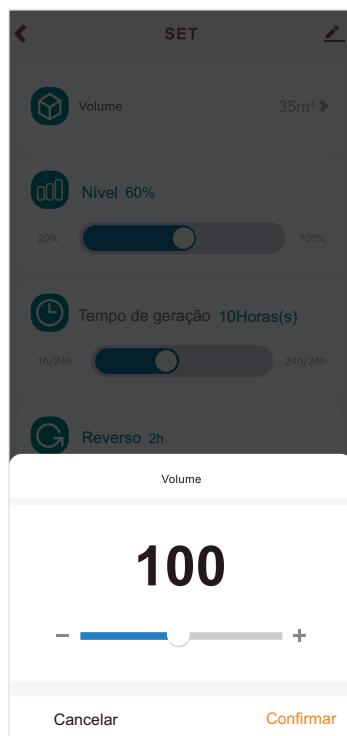 SET
Volume 35m³
Nível 60%
20% 100%
Tempo de geração 10Horas(s)
1h/24h 24h/24h
Reverso 2h
Volume
100
− +
Cancelar Confirmar